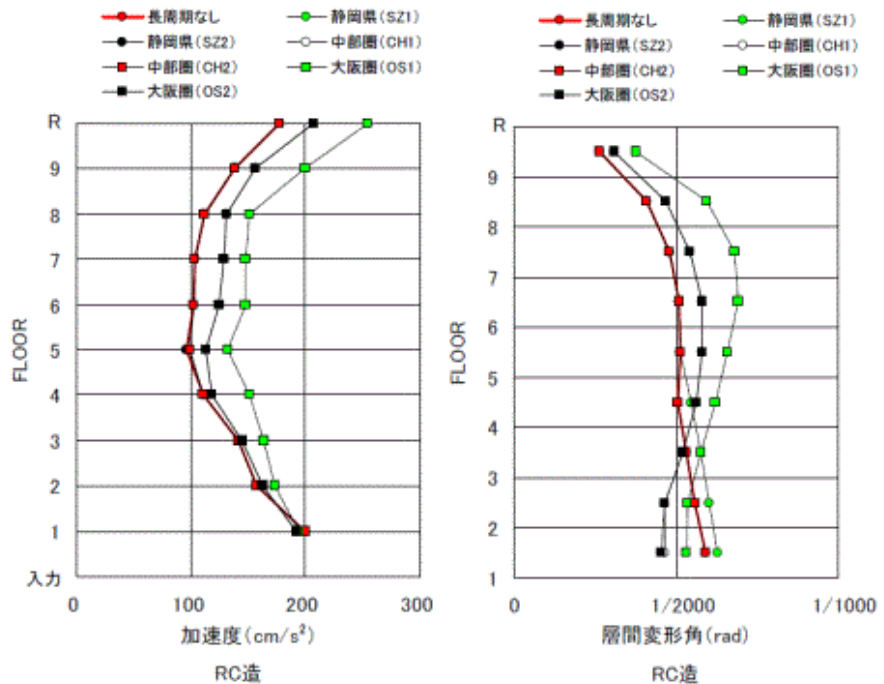 長周期なし 静岡県(SZ1)
静岡県(SZ2) 中部圏(CH1)
中部圏(CH2) 大阪圏(OS1)
大阪圏(OS2)
R
9
8
7
6
5
4
3
2
1
入力
FLOOR
0 100 200 300
加速度(cm/s²)
RC造
長周期なし 静岡県(SZ1)
静岡県(SZ2) 中部圏(CH1)
中部圏(CH2) 大阪圏(OS1)
大阪圏(OS2)
R
9
8
7
6
5
4
3
2
1
FLOOR
0 1/2000 1/1000
層間変形角(rad)
RC造